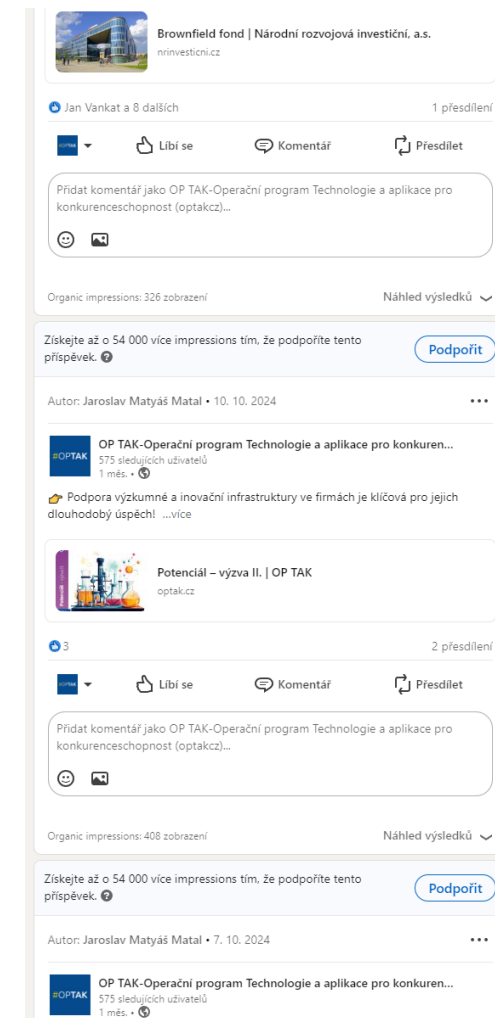 Brownfield fond | Národní rozvojová investiční, a.s.
nrinvesticni.cz
Jan Vankat a 8 dalších
1 přesdílení
#OPTAK
Líbí se
Komentář
Přesdílet
Přidat komentář jako OP TAK-Operační program Technologie a aplikace pro
konkurenceschopnost (optakcz)...
Organic impressions: 326 zobrazení
Náhled výsledků
Získejte až o 54 000 více impressions tím, že podpoříte tento
příspěvek. ?
Podpořit
Autor: Jaroslav Matyáš Matal • 10. 10. 2024
#OPTAK
OP TAK-Operační program Technologie a aplikace pro konkuren...
575 sledujících uživatelů
1 měs. •
👉 Podpora výzkumné a inovační infrastruktury ve firmách je klíčová pro jejich
dlouhodobý úspěch! ...více
Potenciál – výzva II. | OP TAK
optak.cz
3
2 přesdílení
#OPTAK
Líbí se
Komentář
Přesdílet
Přidat komentář jako OP TAK-Operační program Technologie a aplikace pro
konkurenceschopnost (optakcz)...
Organic impressions: 408 zobrazení
Náhled výsledků
Získejte až o 54 000 více impressions tím, že podpoříte tento
příspěvek. ?
Podpořit
Autor: Jaroslav Matyáš Matal • 7. 10. 2024
#OPTAK
OP TAK-Operační program Technologie a aplikace pro konkuren...
575 sledujících uživatelů
1 měs. •